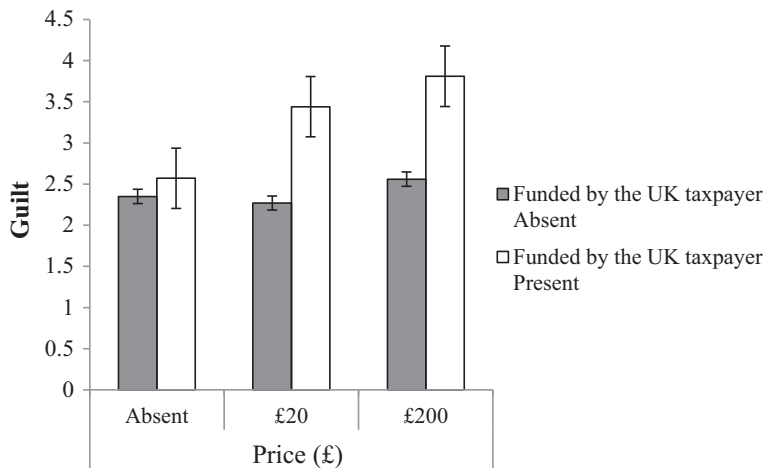 4.5
4
3.5
3
2.5
2
1.5
1
0.5
0
Guilt
Absent
£20
£200
Price (£)
Funded by the UK taxpayer
Absent
Funded by the UK taxpayer
Present